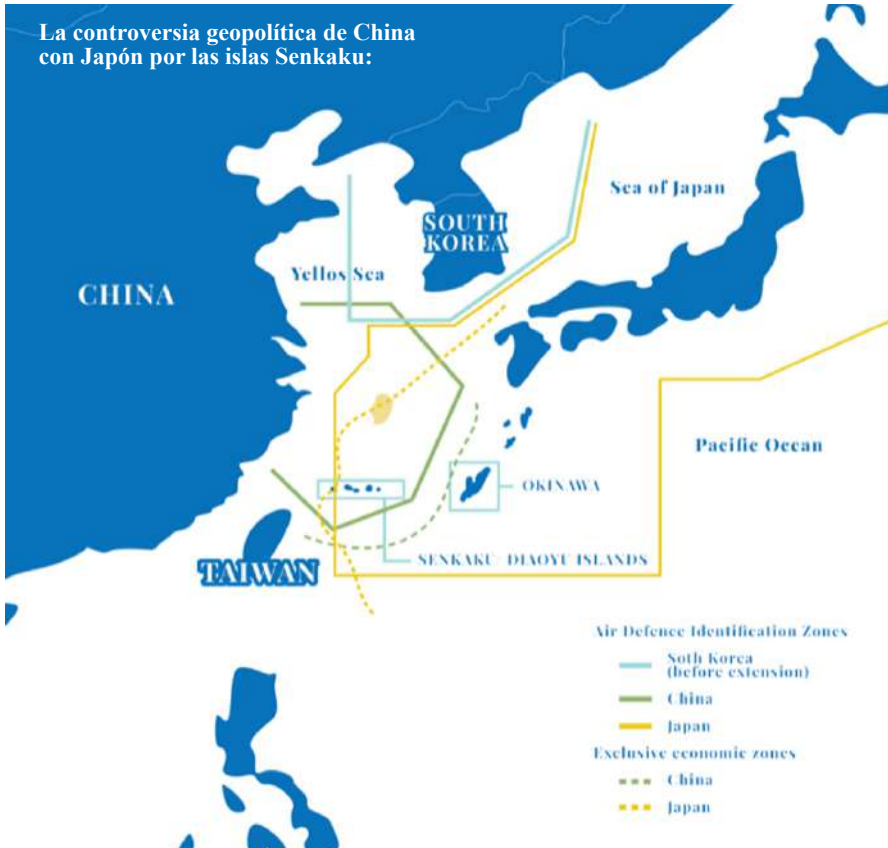 La controversia geopolítica de China
con Japón por las islas Senkaku:
Sea of Japan
SOUTH
KOREA
Yellos Sea
CHINA
Pacific Ocean
OKINAWA
SENKAKU- DIAOYU ISLANDS
TAIWAN
Air Defence Identification Zones
Soth Korea
(before extension)
China
Japan
Exclusive economic zones
China
Japan